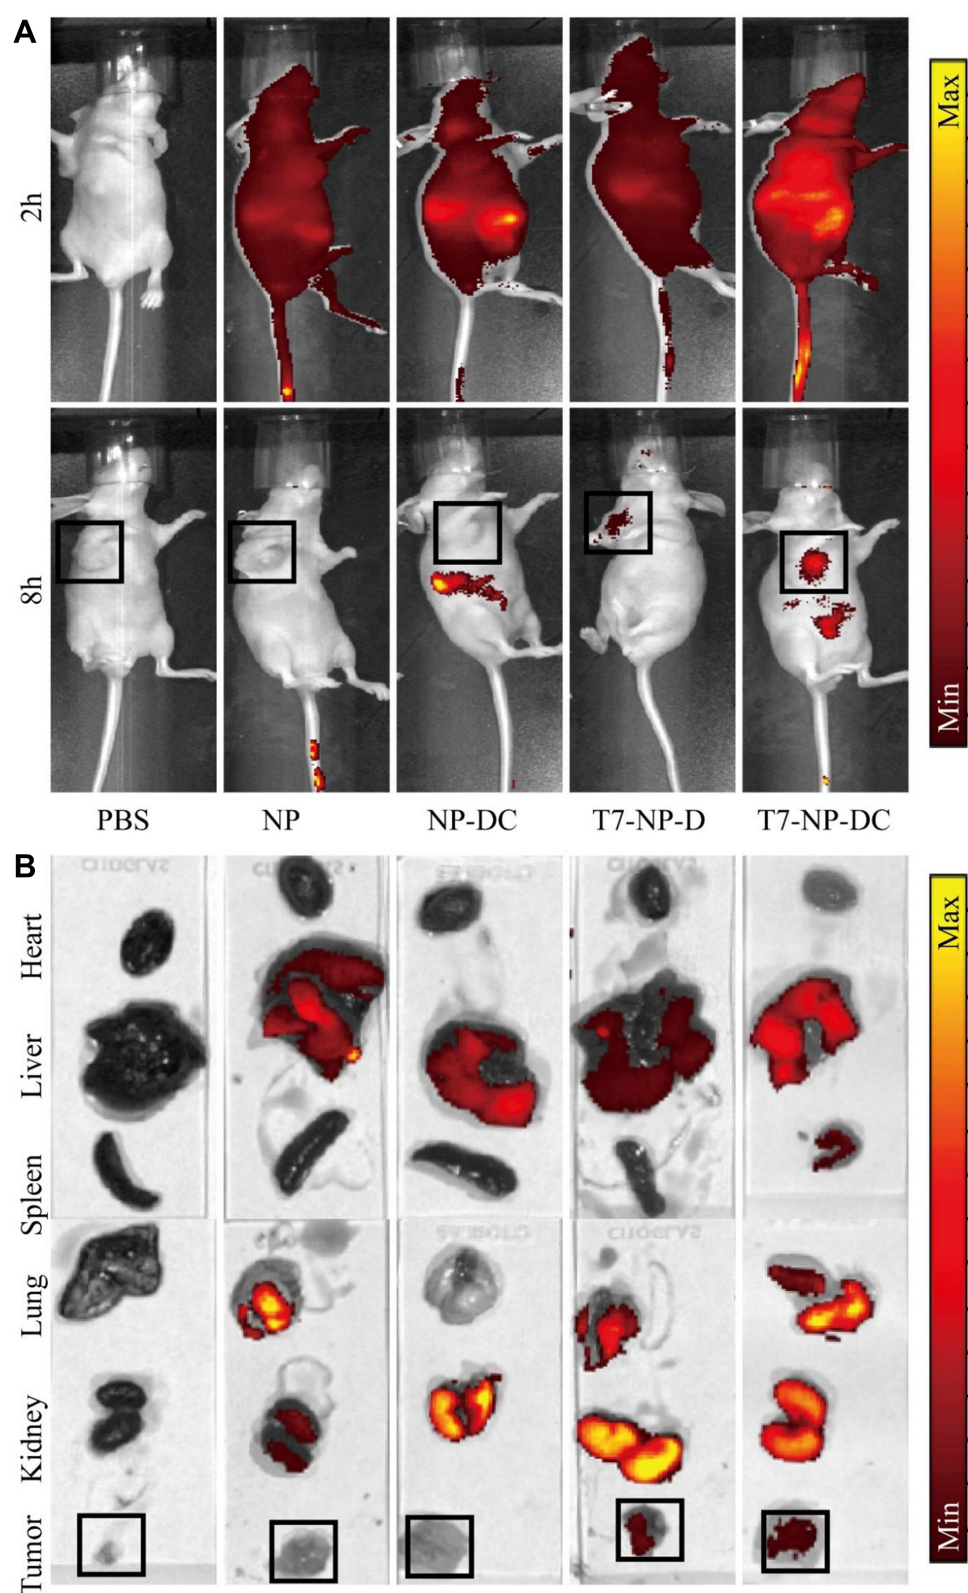 A
2h
Max
8h
Min
PBS NP NP-DC T7-NP-D T7-NP-DC
B
Heart
Max
Liver
Spleen
Lung
Kidney
Tumor
Min